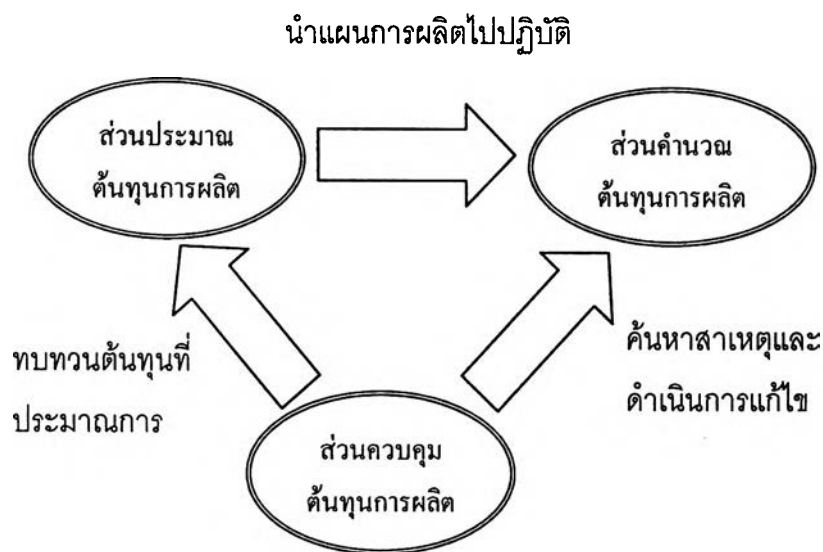 นำแผนการผลิตไปปฏิบัติ
ส่วนประมาณ
ต้นทุนการผลิต
ส่วนคำนวณ
ต้นทุนการผลิต
ทบทวนต้นทุนที่
ประมาณการ
ค้นหาสาเหตุและ
ดำเนินการแก้ไข
ส่วนควบคุม
ต้นทุนการผลิต